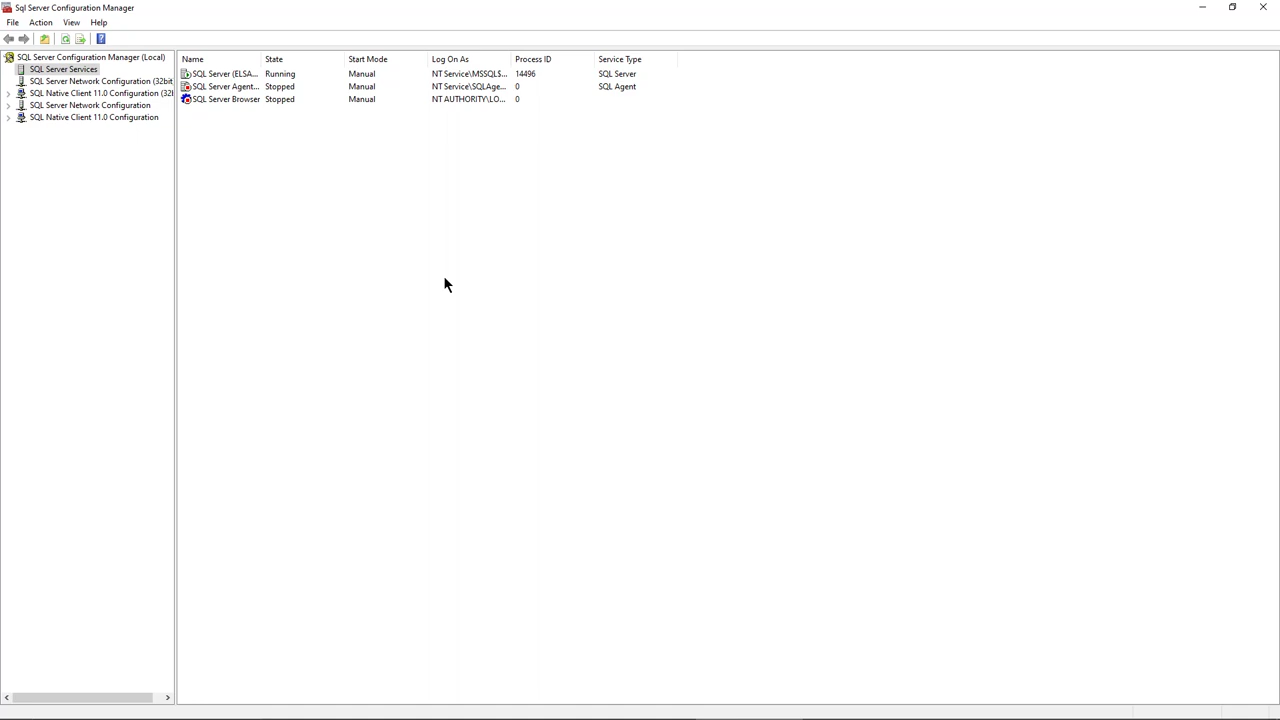 Sql Server Configuration Manager
File Action View Help
SQL Server Configuration Manager (Local)
SQL Server Services
SQL Server Network Configuration (32bit
SQL Native Client 11.0 Configuration (32l
SQL Server Network Configuration
SQL Native Client 11.0 Configuration
Name State Start Mode Log On As Process ID Service Type
SQL Server (ELSA... Running Manual NT Service\MSSQL$... 14496 SQL Server
SQL Server Agent... Stopped Manual NT Service\SQLAge... 0 SQL Agent
SQL Server Browser Stopped Manual NT AUTHORITY\LO... 0